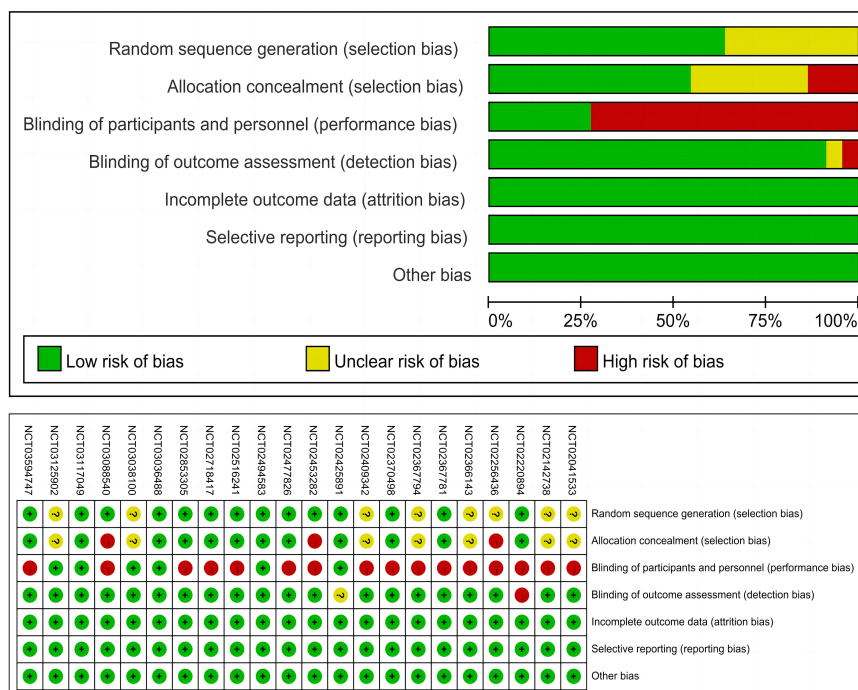 Random sequence generation (selection bias)
Allocation concealment (selection bias)
Blinding of participants and personnel (performance bias)
Blinding of outcome assessment (detection bias)
Incomplete outcome data (attrition bias)
Selective reporting (reporting bias)
Other bias
0% 25% 50% 75% 100%
Low risk of bias Unclear risk of bias High risk of bias
NCT03594747
NCT03125902
NCT03117049
NCT03088540
NCT03038100
NCT03036488
NCT02853305
NCT02718417
NCT02516241
NCT02494583
NCT02477826
NCT02453282
NCT02425891
NCT02409342
NCT02370498
NCT02367794
NCT02367781
NCT02366143
NCT02256436
NCT02220894
NCT02142738
NCT02041533
+ ? + + ? + + + + + + + + ? + ? + ? ? + ? ? Random sequence generation (selection bias)
+ ? + - ? + + + + + + + ? + ? + ? - + ? ? Allocation concealment (selection bias)
- + + - + + - - - + - - + - - - - - - - - - Blinding of participants and personnel (performance bias)
+ + + + + + + + + + + + ? + + + + + + - + + Blinding of outcome assessment (detection bias)
+ + + + + + + + + + + + + + + + + + + + + + Incomplete outcome data (attrition bias)
+ + + + + + + + + + + + + + + + + + + + + + Selective reporting (reporting bias)
+ + + + + + + + + + + + + + + + + + + + + + Other bias